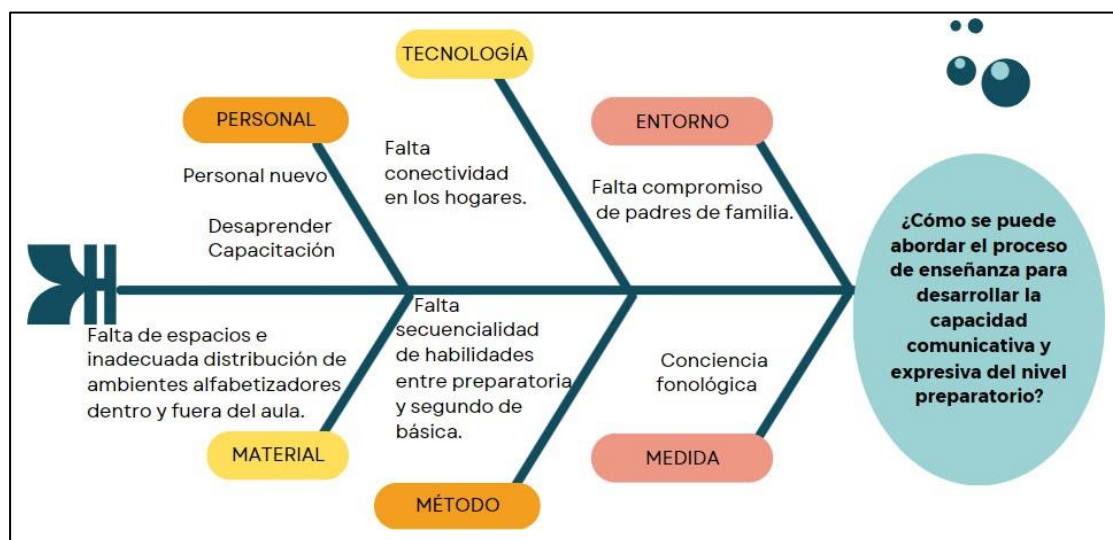 TECNOLOGÍA
PERSONAL
ENTORNO
Personal nuevo
Desaprender
Capacitación
Falta
conectividad
en los hogares.
Falta compromiso
de padres de familia.
¿Cómo se puede
abordar el proceso
de enseñanza para
desarrollar la
capacidad
comunicativa y
expresiva del nivel
preparatorio?
Falta de espacios e
inadecuada distribución de
ambientes alfabetizadores
dentro y fuera del aula.
Falta
secuencialidad
de habilidades
entre preparatoria
y segundo de
básica.
Conciencia
fonológica
MATERIAL
MÉTODO
MEDIDA